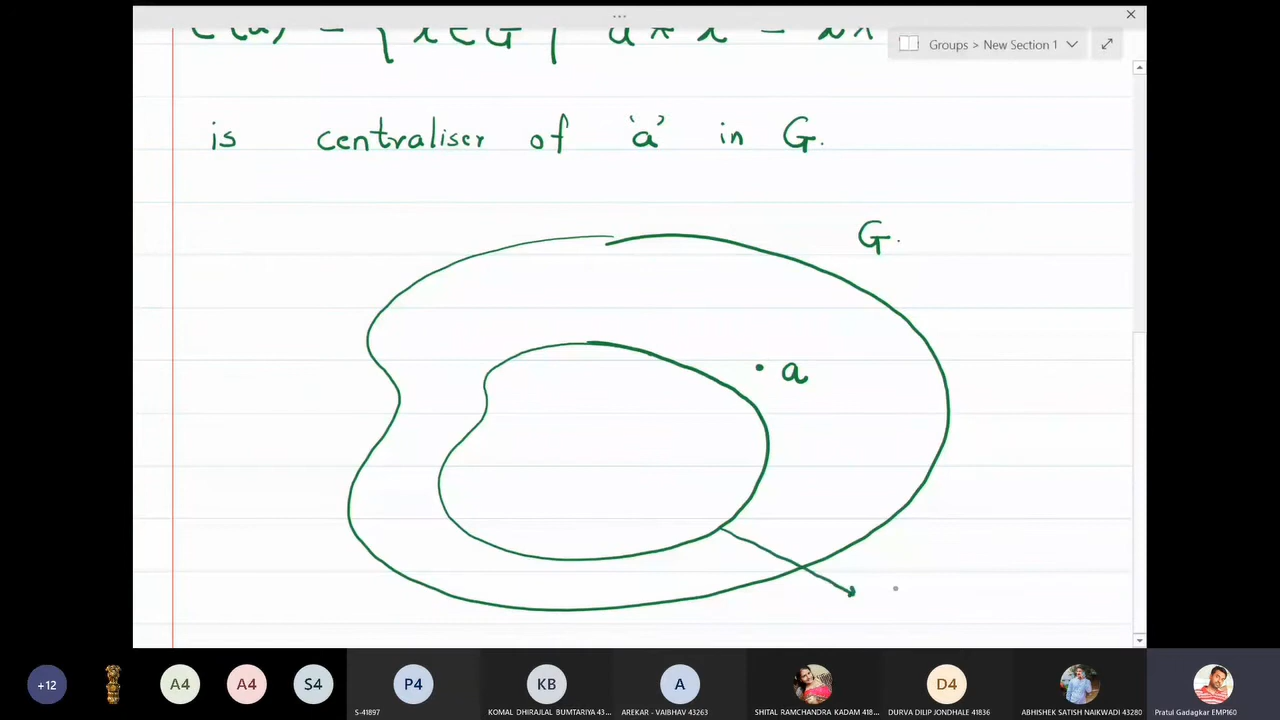 Groups > New Section 1
is centraliser of 'a' in G.
G.
a
+12
A4
A4
S4
P4
KB
A
D4
S-41897
KOMAL DHIRAJLAL BUMTARIYA 43...
AREKAR - VAIBHAV 43263
SHITAL RAMCHANDRA KADAM 418...
DURVA DILIP JONDHALE 41836
ABHISHEK SATISH NAIKWADI 43280
Pratul Gadagkar EMP160